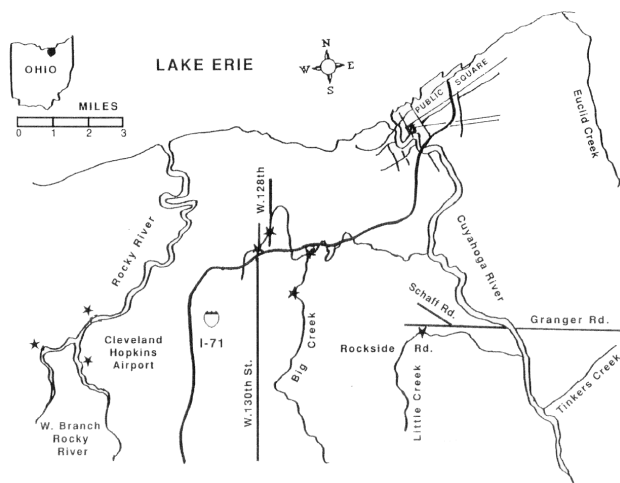 OHIO
LAKE ERIE
N
W
E
S
MILES
0 1 2 3
PUBLIC SQUARE
Euclid Creek
W.128th
Rocky River
Cuyahoga River
Schaff Rd.
Granger Rd.
Cleveland
Hopkins
Airport
I-71
W.130th St.
Big Creek
Rockside Rd.
Little Creek
Tinkers Creek
W. Branch
Rocky
River